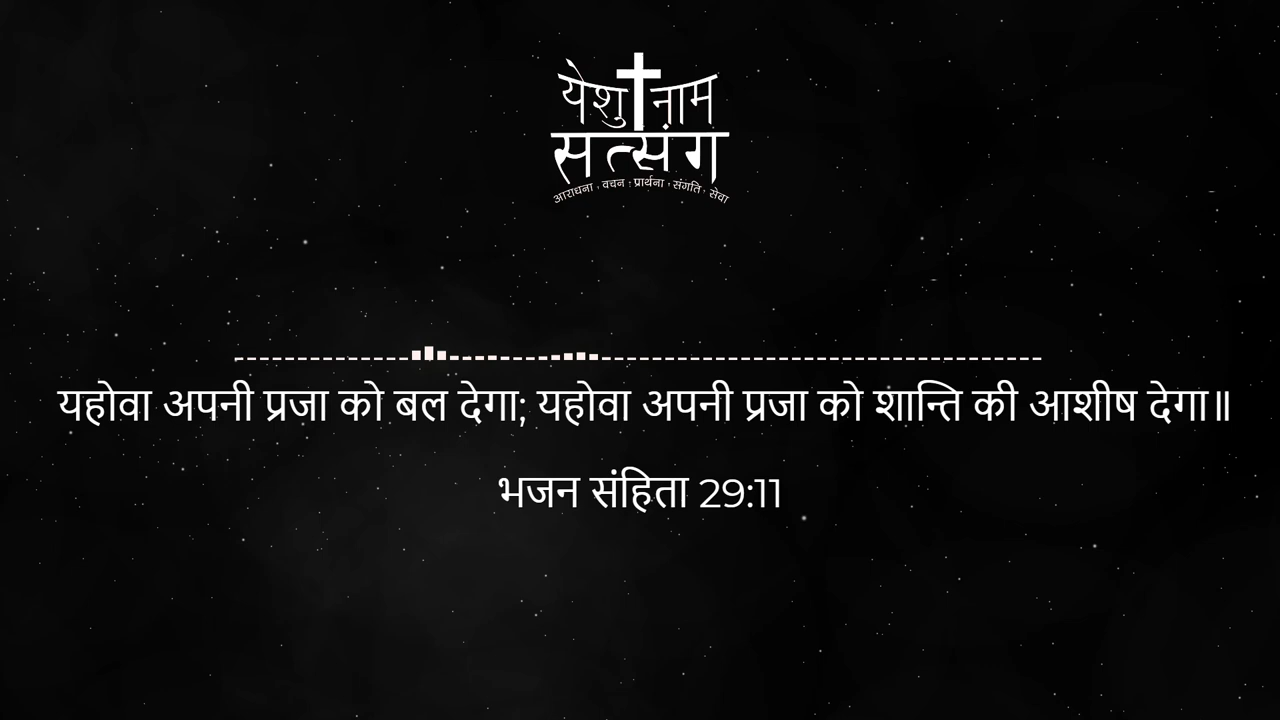 येशु नाम
सत्संग
आराधना · वचन · प्रार्थना · संगति · सेवा
यहोवा अपनी प्रजा को बल देगा; यहोवा अपनी प्रजा को शान्ति की आशीष देगा॥
भजन संहिता 29:11